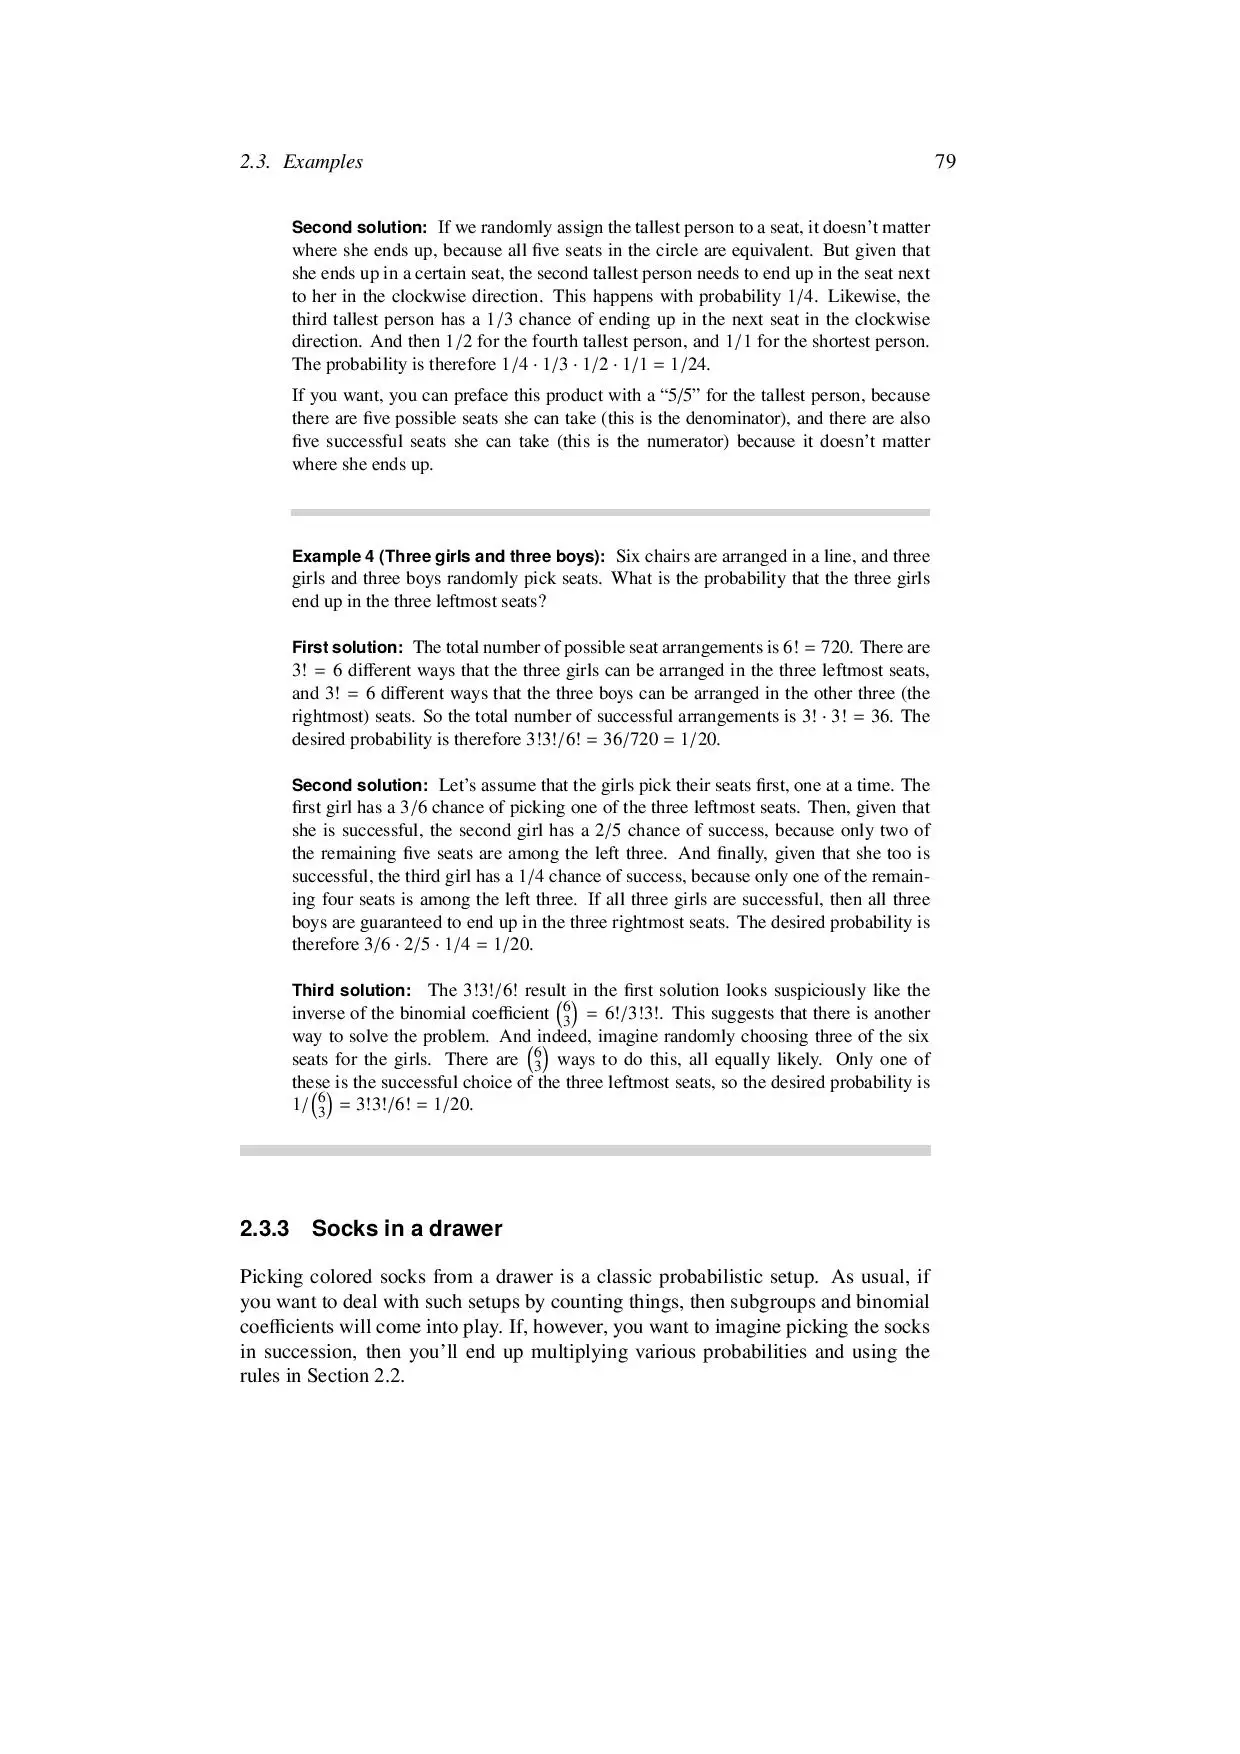 2.3. Examples 79
Second solution: If we randomly assign the tallest person to a seat, it doesn’t matter
where she ends up, because all five seats in the circle are equivalent. But given that
she ends up in a certain seat, the second tallest person needs to end up in the seat next
to her in the clockwise direction. This happens with probability 1/4. Likewise, the
third tallest person has a 1/3 chance of ending up in the next seat in the clockwise
direction. And then 1/2 for the fourth tallest person, and 1/1 for the shortest person.
The probability is therefore 1/4 · 1/3 · 1/2 · 1/1 = 1/24.
If you want, you can preface this product with a “5/5” for the tallest person, because
there are five possible seats she can take (this is the denominator), and there are also
five successful seats she can take (this is the numerator) because it doesn’t matter
where she ends up.
Example 4 (Three girls and three boys): Six chairs are arranged in a line, and three
girls and three boys randomly pick seats. What is the probability that the three girls
end up in the three leftmost seats?
First solution: The total number of possible seat arrangements is 6! = 720. There are
3! = 6 different ways that the three girls can be arranged in the three leftmost seats,
and 3! = 6 different ways that the three boys can be arranged in the other three (the
rightmost) seats. So the total number of successful arrangements is 3! · 3! = 36. The
desired probability is therefore 3!3!/6! = 36/720 = 1/20.
Second solution: Let’s assume that the girls pick their seats first, one at a time. The
first girl has a 3/6 chance of picking one of the three leftmost seats. Then, given that
she is successful, the second girl has a 2/5 chance of success, because only two of
the remaining five seats are among the left three. And finally, given that she too is
successful, the third girl has a 1/4 chance of success, because only one of the remain-
ing four seats is among the left three. If all three girls are successful, then all three
boys are guaranteed to end up in the three rightmost seats. The desired probability is
therefore 3/6 · 2/5 · 1/4 = 1/20.
Third solution: The 3!3!/6! result in the first solution looks suspiciously like the
inverse of the binomial coefficient (6 3) = 6!/3!3!. This suggests that there is another
way to solve the problem. And indeed, imagine randomly choosing three of the six
seats for the girls. There are (6 3) ways to do this, all equally likely. Only one of
these is the successful choice of the three leftmost seats, so the desired probability is
1/(6 3) = 3!3!/6! = 1/20.
2.3.3 Socks in a drawer
Picking colored socks from a drawer is a classic probabilistic setup. As usual, if
you want to deal with such setups by counting things, then subgroups and binomial
coefficients will come into play. If, however, you want to imagine picking the socks
in succession, then you’ll end up multiplying various probabilities and using the
rules in Section 2.2.